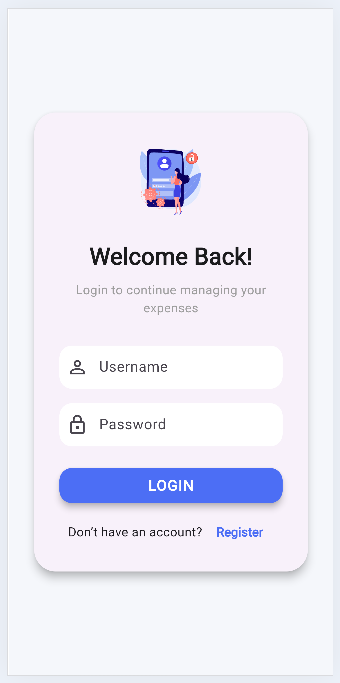 Welcome Back!
Login to continue managing your
expenses
Username
Password
LOGIN
Don't have an account? Register